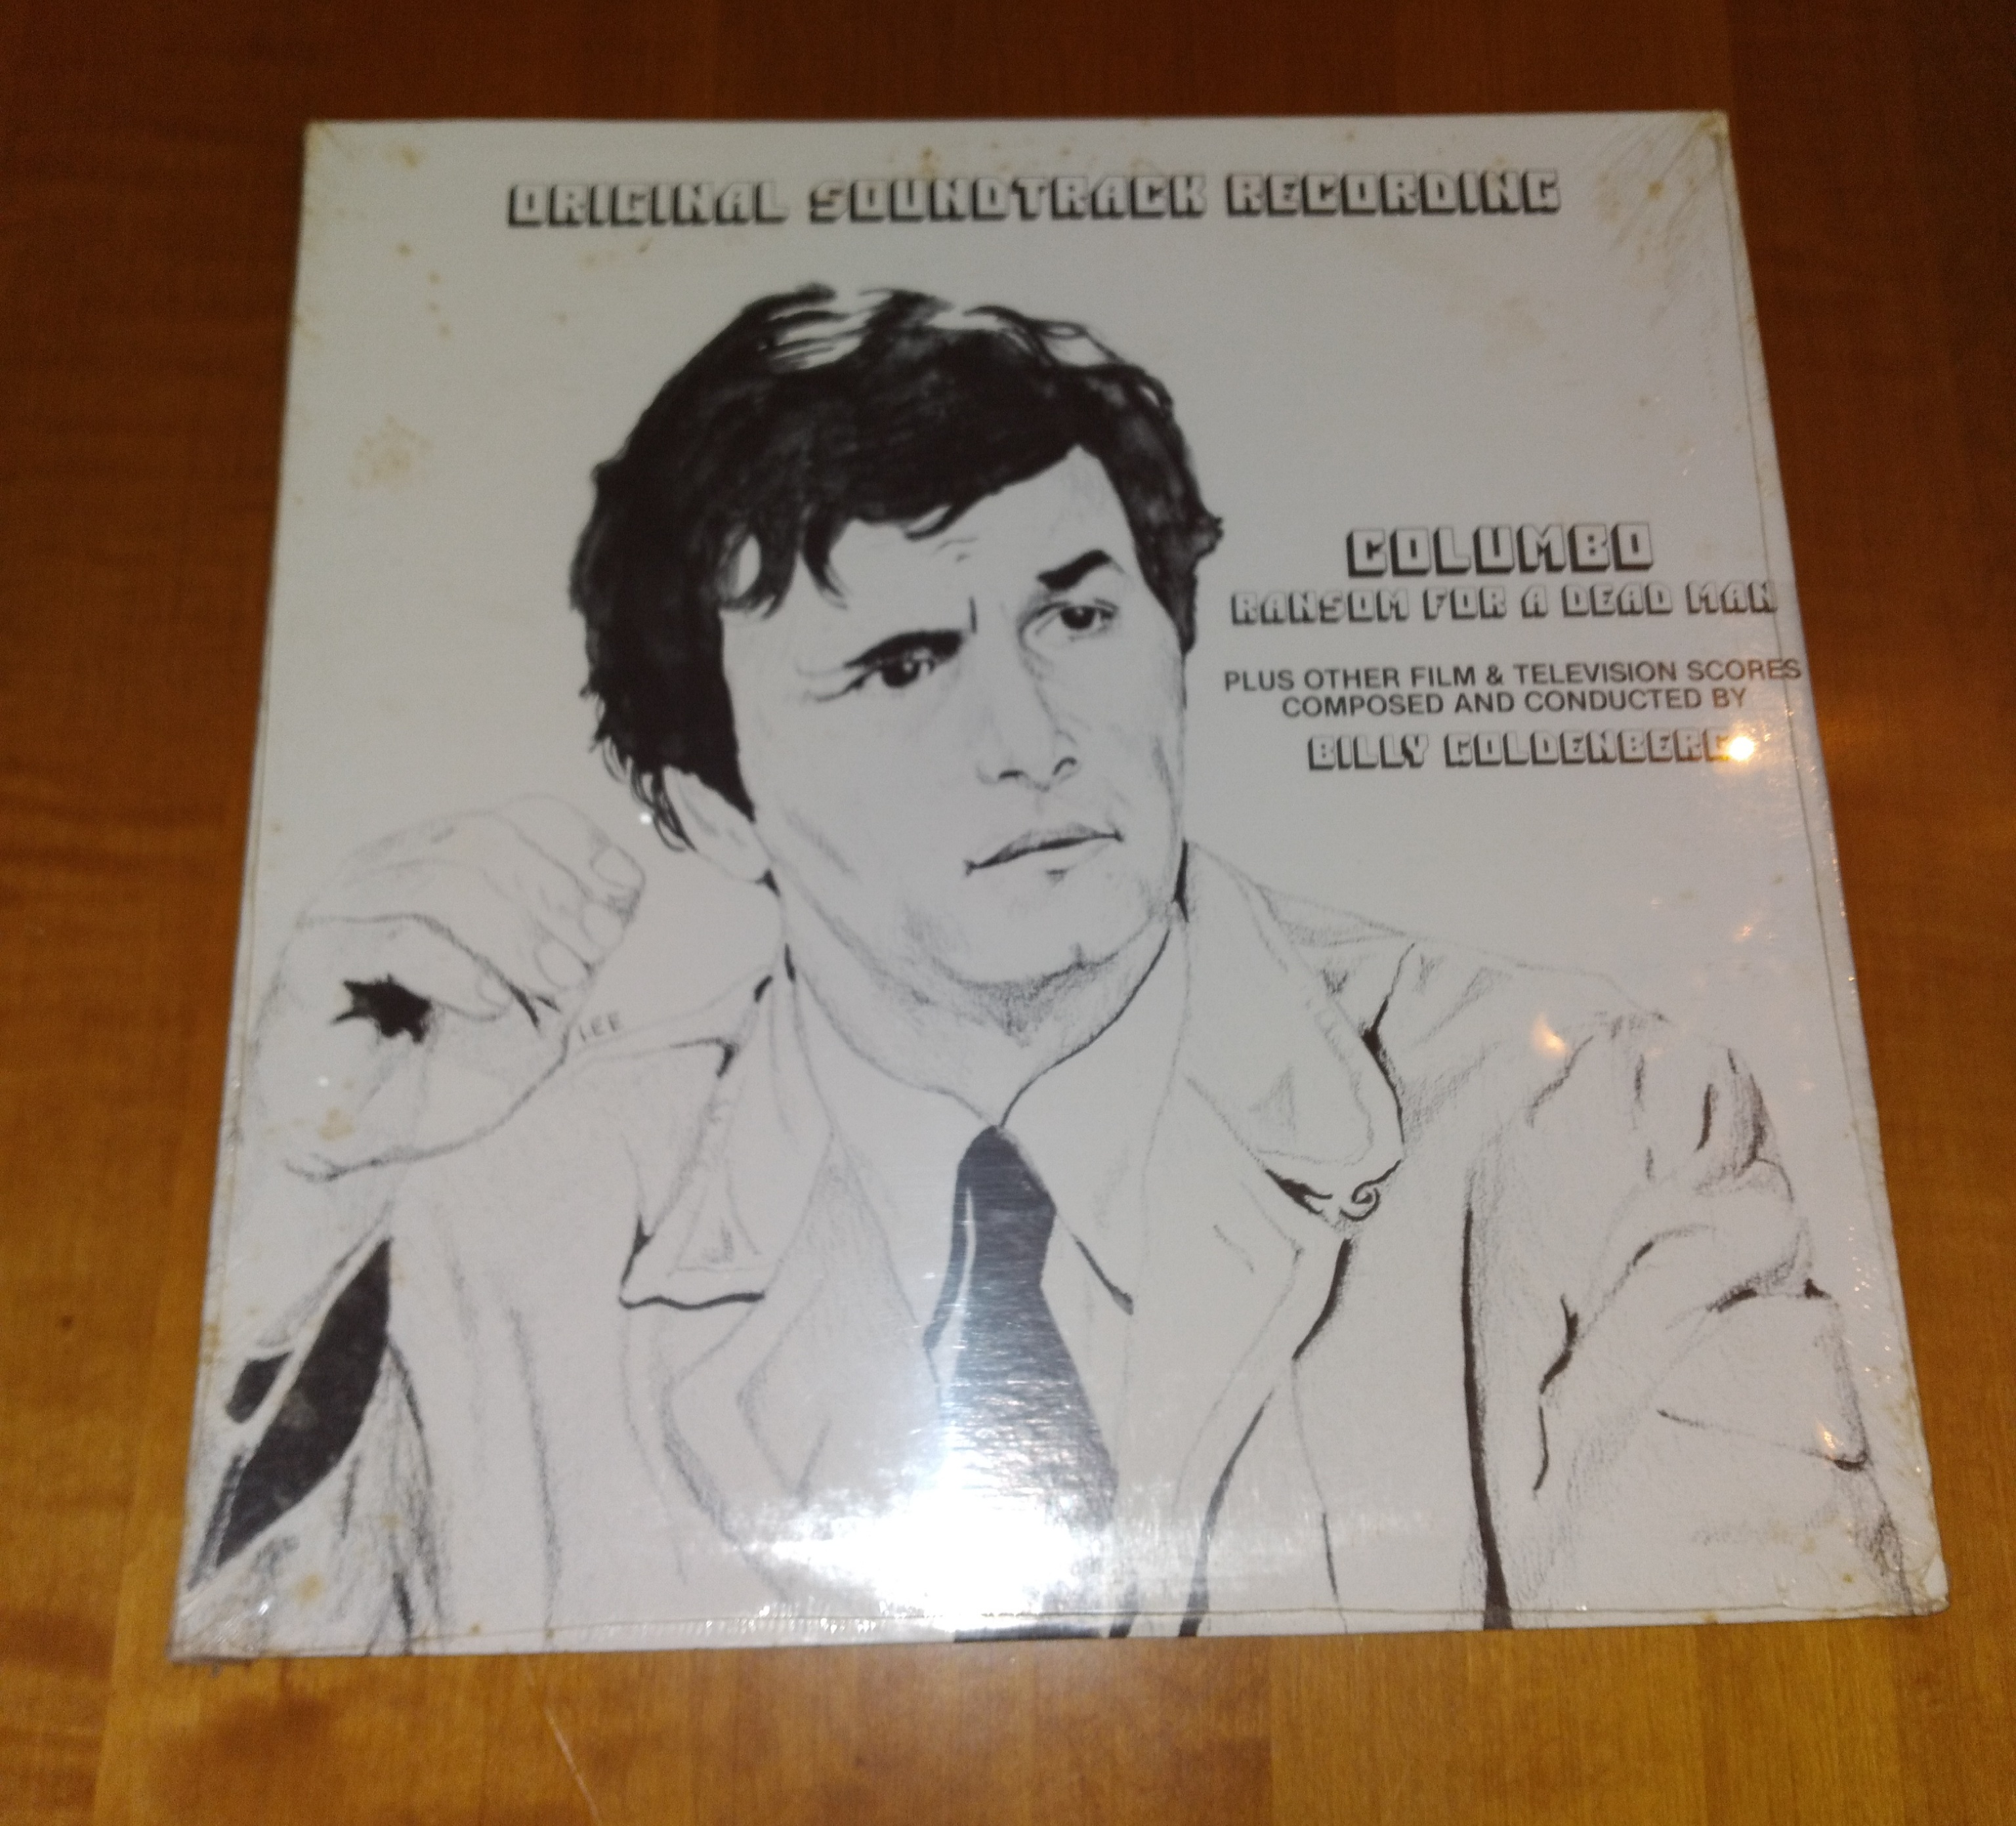 ORIGINAL SOUNDTRACK RECORDING
COLUMBO
RANSOM FOR A DEAD MAN
PLUS OTHER FILM & TELEVISION SCORES
COMPOSED AND CONDUCTED BY
BILLY GOLDENBERG
LEE